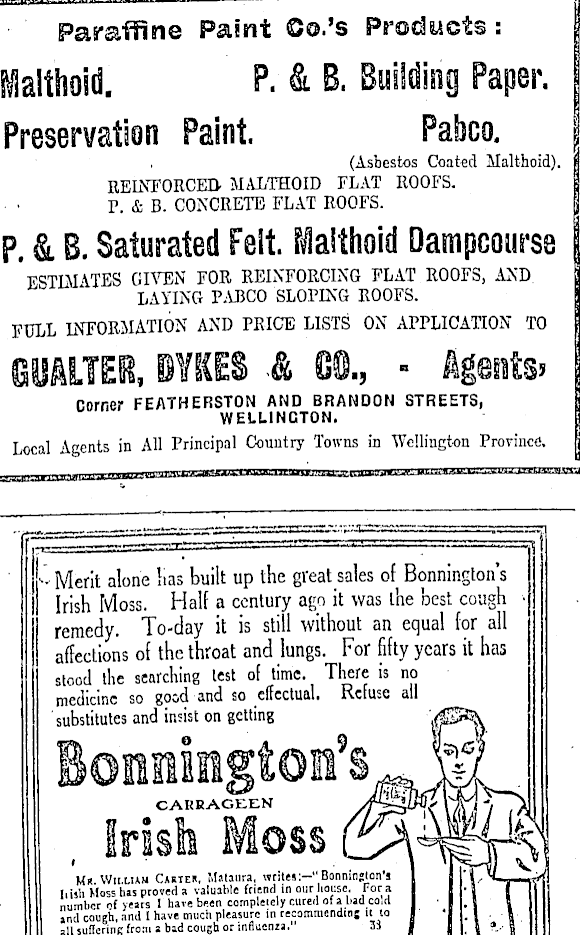 Paraffine Paint Co.'s Products:
Malthoid. P. & B. Building Paper.
Preservation Paint. Pabco.
(Asbestos Coated Malthoid).
REINFORCED MALTHOID FLAT ROOFS.
P. & B. CONCRETE FLAT ROOFS.
P. & B. Saturated Felt. Malthoid Dampcourse
ESTIMATES GIVEN FOR REINFORCING FLAT ROOFS, AND
LAYING PABCO SLOPING ROOFS.
FULL INFORMATION AND PRICE LISTS ON APPLICATION TO
GUALTER, DYKES & CO., - Agents,
Corner FEATHERSTON AND BRANDON STREETS,
WELLINGTON.
Local Agents in All Principal Country Towns in Wellington Province.
Merit alone has built up the great sales of Bonnington's
Irish Moss. Half a century ago it was the best cough
remedy. To-day it is still without an equal for all
affections of the throat and lungs. For fifty years it has
stood the searching test of time. There is no
medicine so good and so effectual. Refuse all
substitutes and insist on getting
Bonnington's
CARRAGEEN
Irish Moss
MR. WILLIAM CARTER, Mataura, writes:—"Bonnington's
Irish Moss has proved a valuable friend in our house. For a
number of years I have been completely cured of a bad cold
and cough, and I have much pleasure in recommending it to
all suffering from a bad cough or influenza." 33